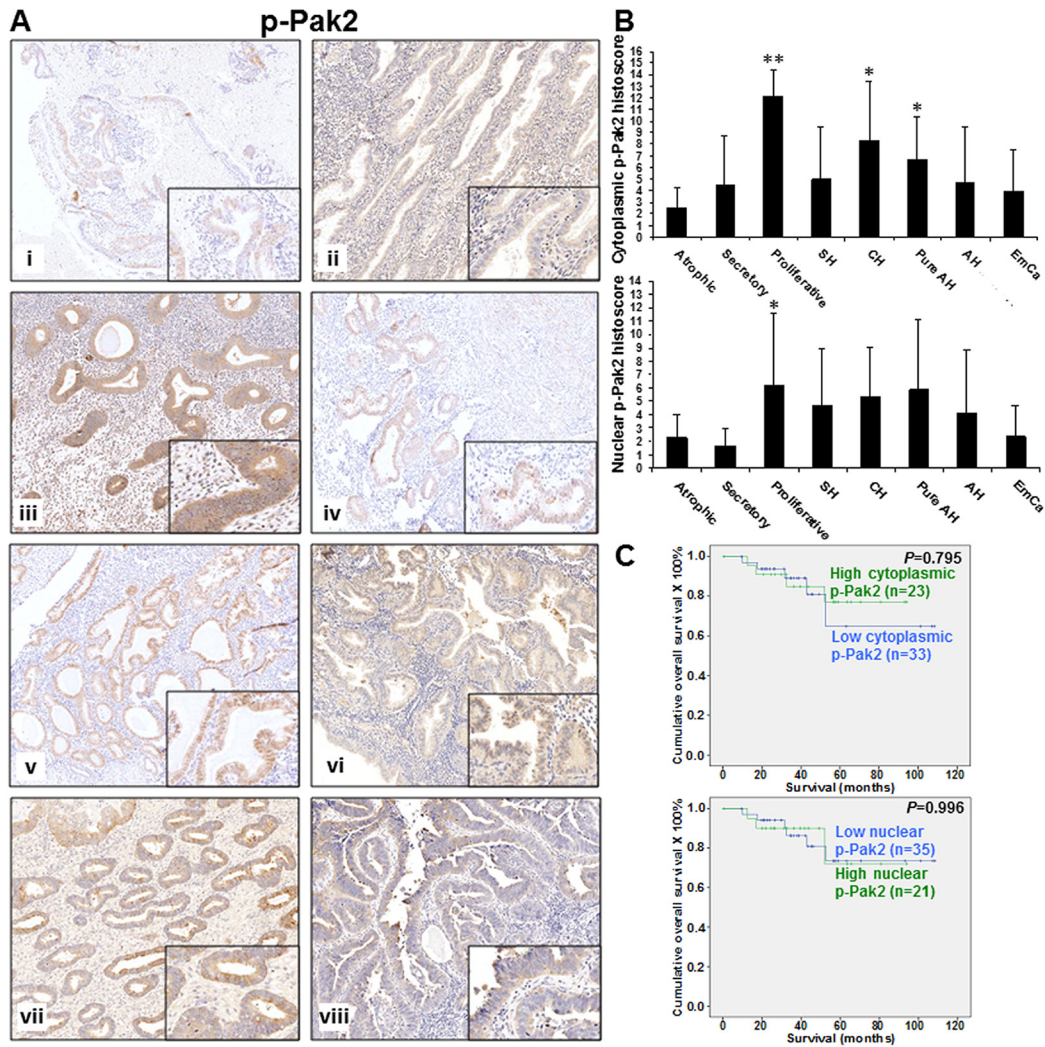 A
p-Pak2
i
ii
iii
iv
v
vi
vii
viii
B
Cytoplasmic p-Pak2 histoscore
16
15
14
13
12
11
10
9
8
7
6
5
4
3
2
1
0
**
*
*
Atrophic
Secretory
Proliferative
SH
CH
Pure AH
AH
EmCa
Nuclear p-Pak2 histoscore
14
13
12
11
10
9
8
7
6
5
4
3
2
1
0
*
Atrophic
Secretory
Proliferative
SH
CH
Pure AH
AH
EmCa
C
Cumulative overall survival X 100%
1.0
0.8
0.6
0.4
0.2
0.0
P=0.795
High cytoplasmic
p-Pak2 (n=23)
Low cytoplasmic
p-Pak2 (n=33)
0 20 40 60 80 100 120
Survival (months)
Cumulative overall survival X 100%
1.0
0.8
0.6
0.4
0.2
0.0
P=0.996
Low nuclear
p-Pak2 (n=35)
High nuclear
p-Pak2 (n=21)
0 20 40 60 80 100 120
Survival (months)